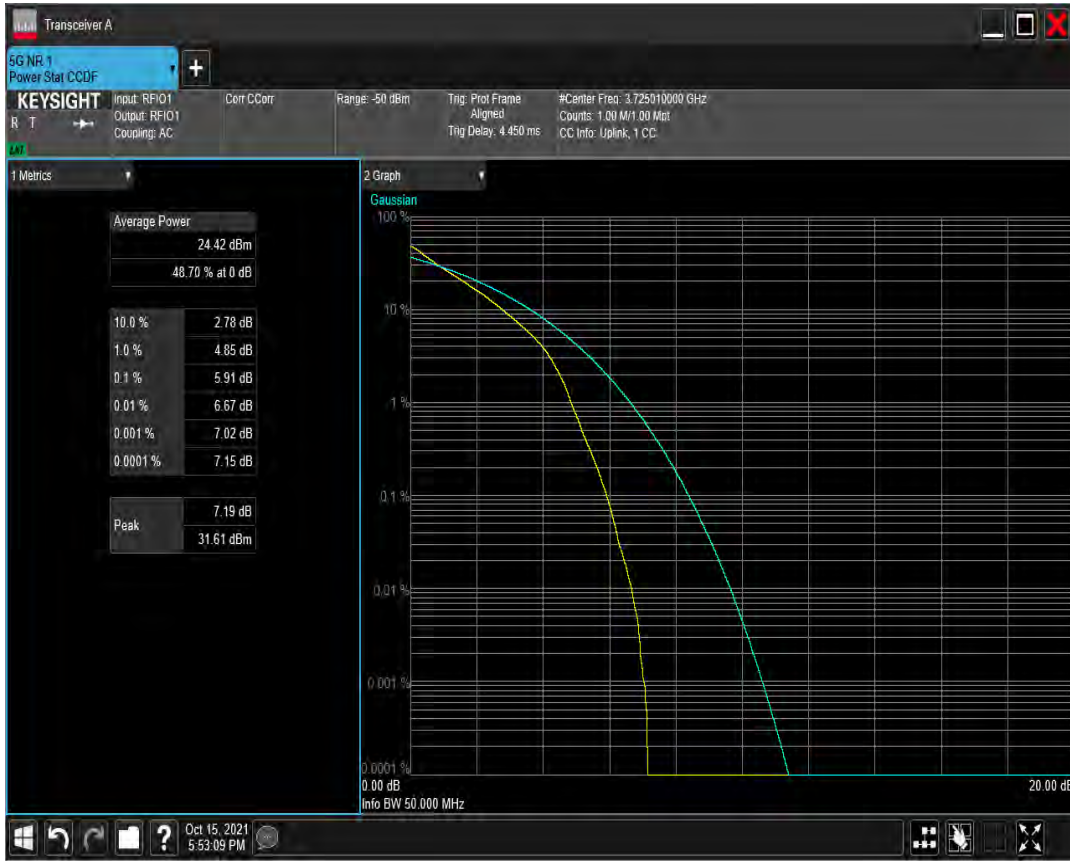 Transceiver A
5G NR 1
Power Stat CCDF
+
KEYSIGHT
R T
Input: RFIO1
Output: RFIO1
Coupling: AC
Corr CCorr
Range: -50 dBm
Trig: Prot Frame
Aligned
Trig Delay: 4.450 ms
#Center Freq: 3.725010000 GHz
Counts: 1.00 M/1.00 Mpt
CC Info: Uplink, 1 CC
1 Metrics
Average Power
24.42 dBm
48.70 % at 0 dB
10.0 % 2.78 dB
1.0 % 4.85 dB
0.1 % 5.91 dB
0.01 % 6.67 dB
0.001 % 7.02 dB
0.0001 % 7.15 dB
Peak 7.19 dB
31.61 dBm
2 Graph
Gaussian
100 %
10 %
1 %
0.1 %
0.01 %
0.001 %
0.0001 %
0.00 dB
20.00 dB
Info BW 50.000 MHz
?
Oct 15, 2021
5:53:09 PM